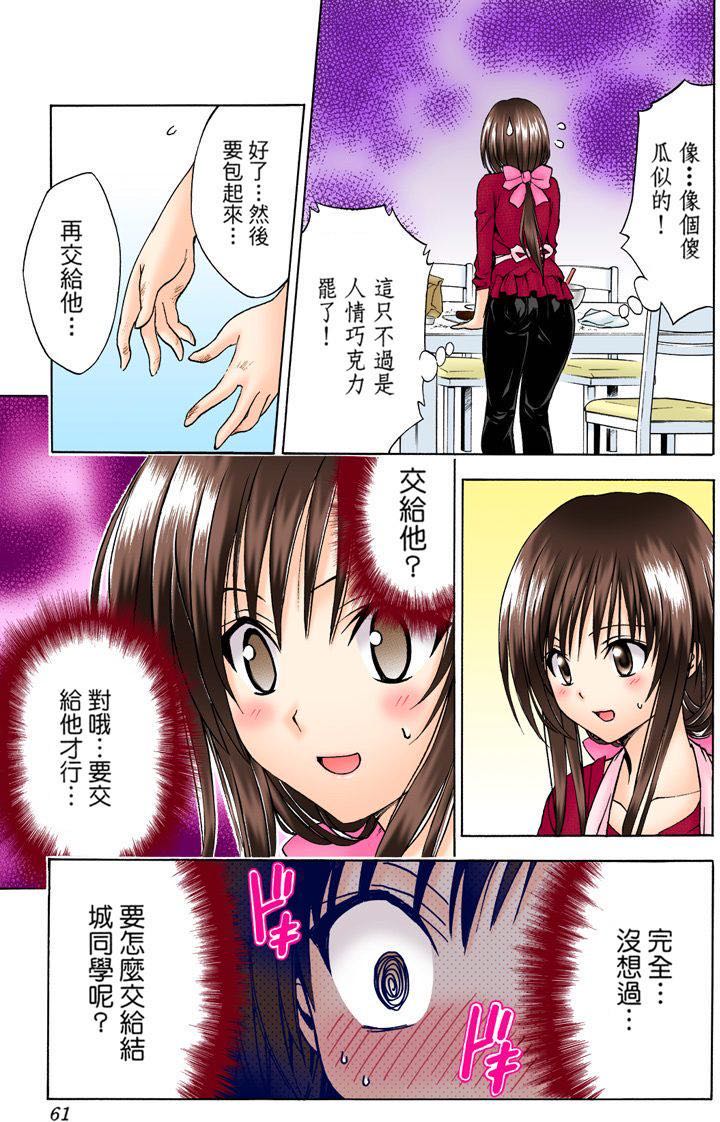 像…像個傻
瓜似的！
這只不過是
人情巧克力
罷了！
好了…然後
要包起來…
再交給他…
交給他？
對哦…要交
給他才行…
完全…
沒想過…
要怎麼交給結
城同學呢？
ドキ
ドキ
61